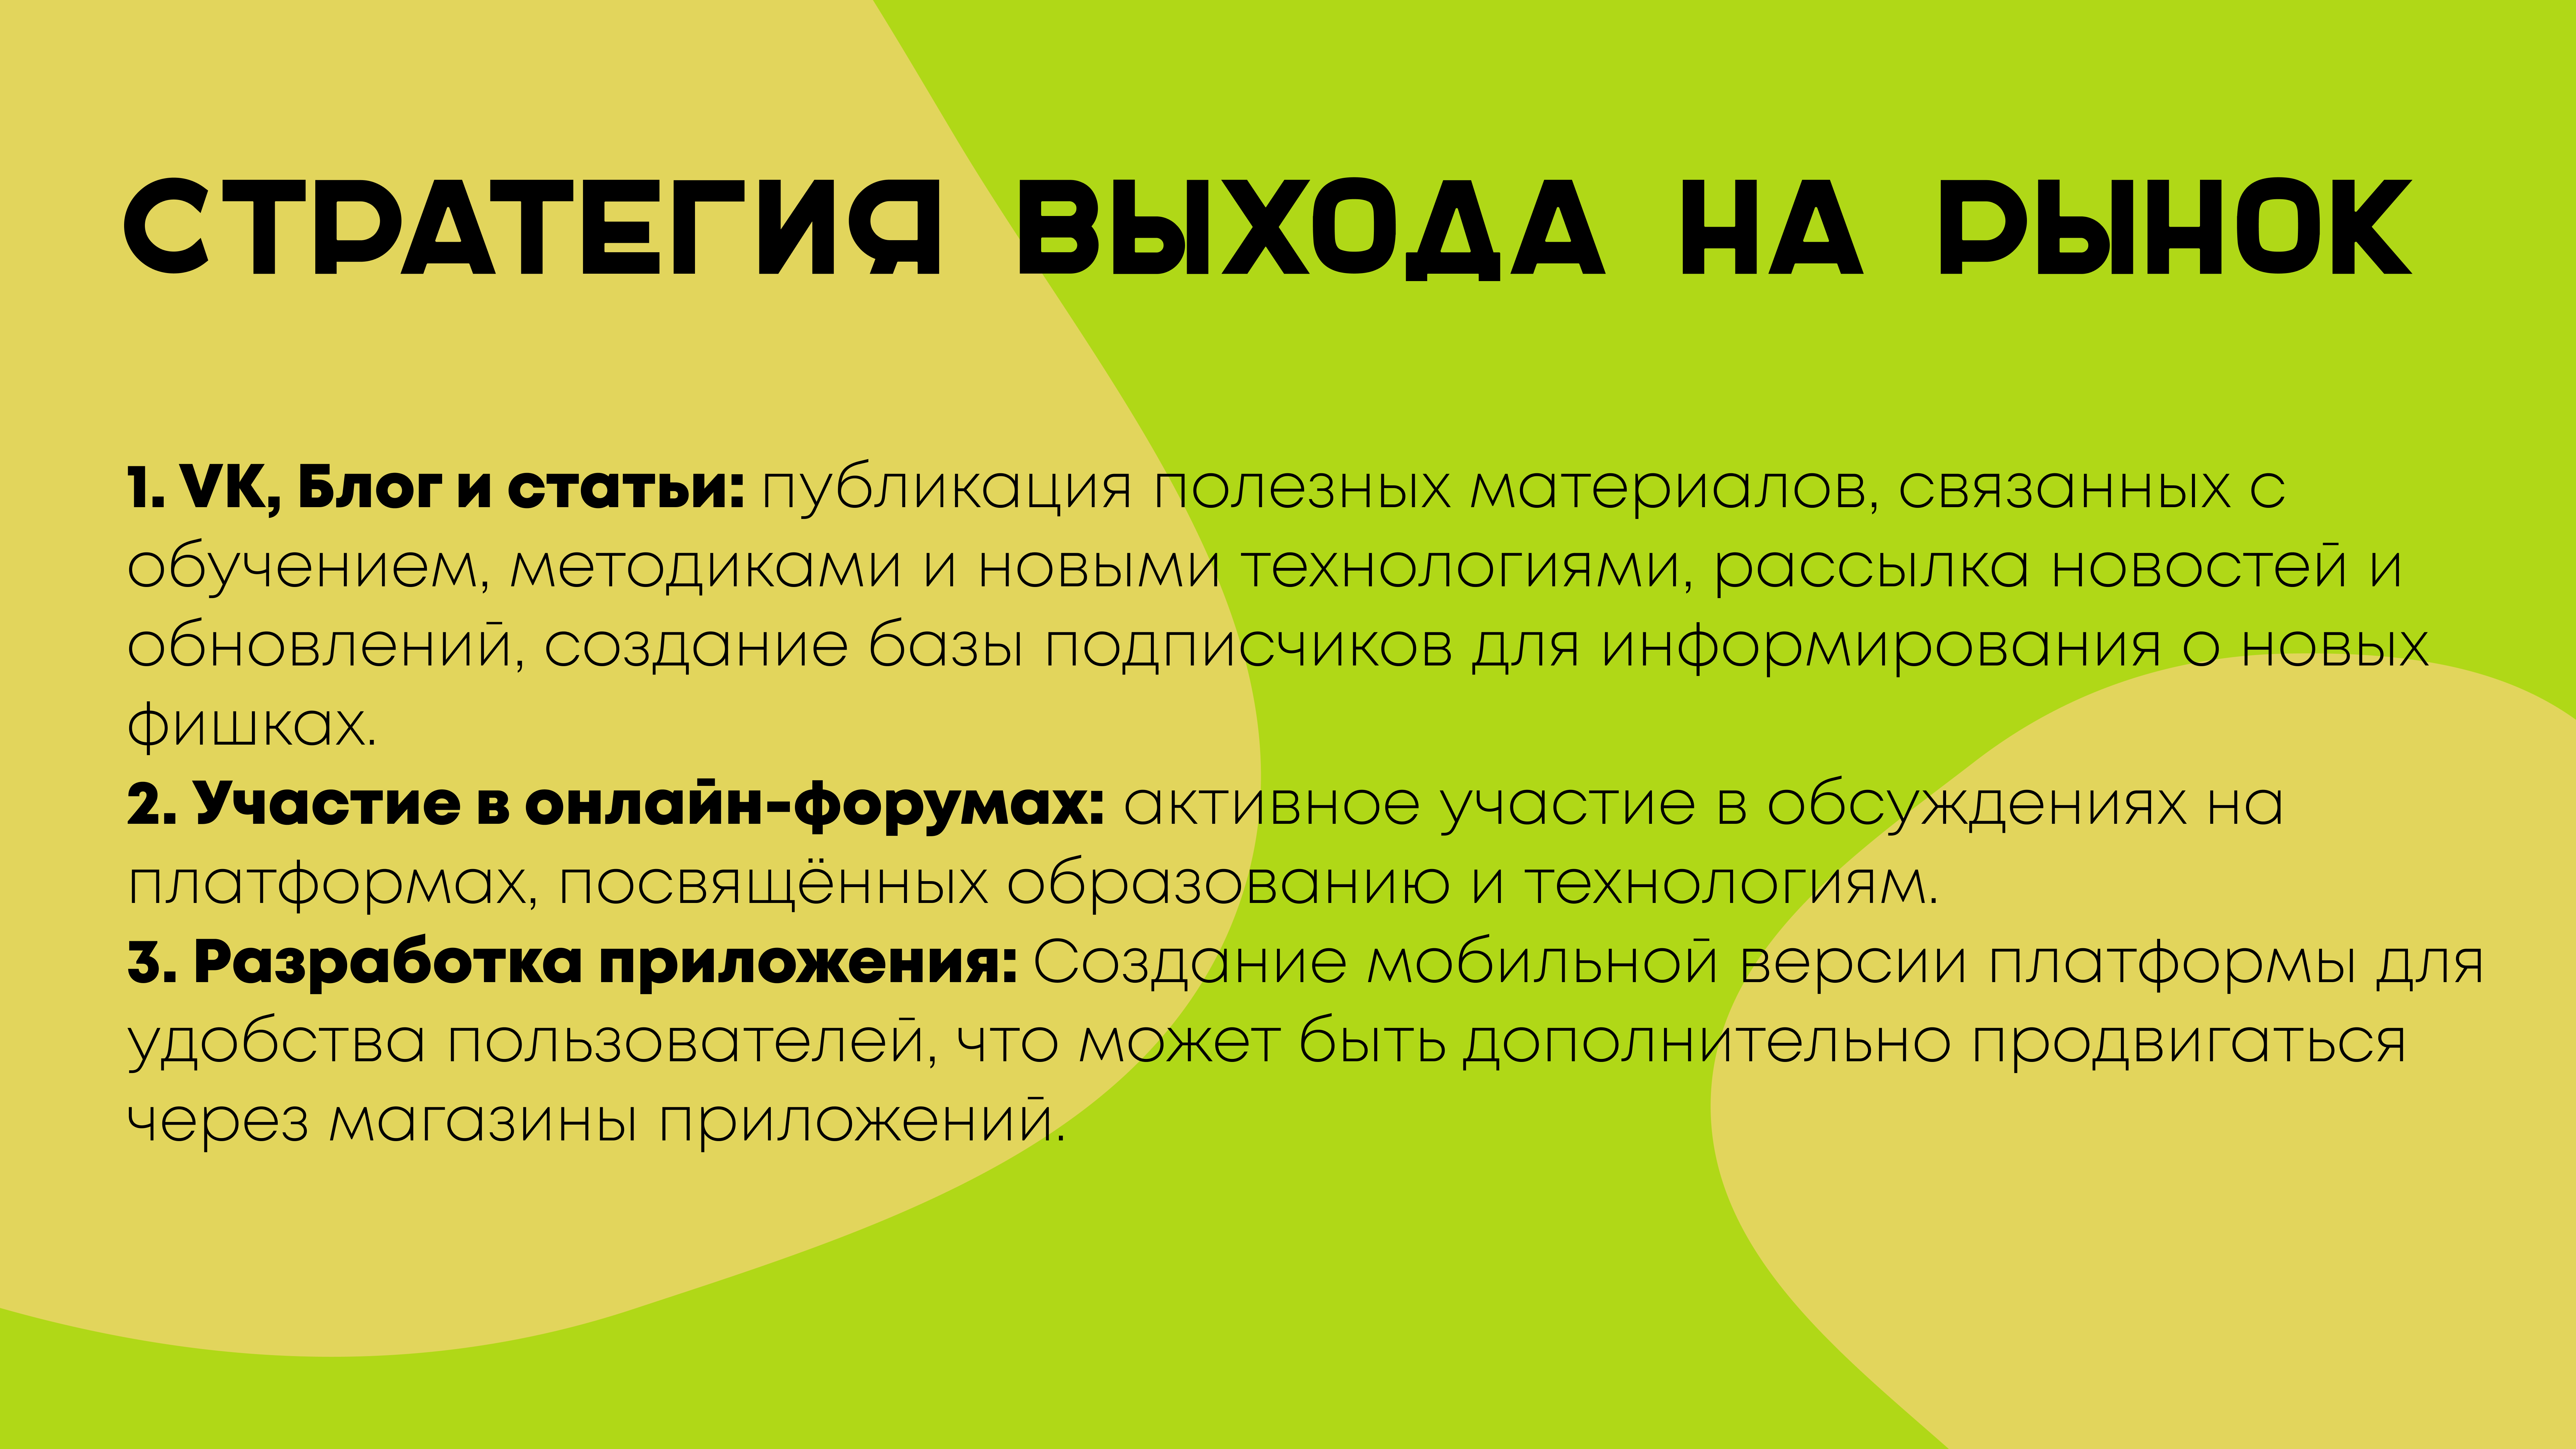 СТРАТЕГИЯ ВЫХОДА НА РЫНОК
1. VK, Блог и статьи: публикация полезных материалов, связанных с
обучением, методиками и новыми технологиями, рассылка новостей и
обновлений, создание базы подписчиков для информирования о новых
фишках.
2. Участие в онлайн-форумах: активное участие в обсуждениях на
платформах, посвящённых образованию и технологиям.
3. Разработка приложения: Создание мобильной версии платформы для
удобства пользователей, что может быть дополнительно продвигаться
через магазины приложений.